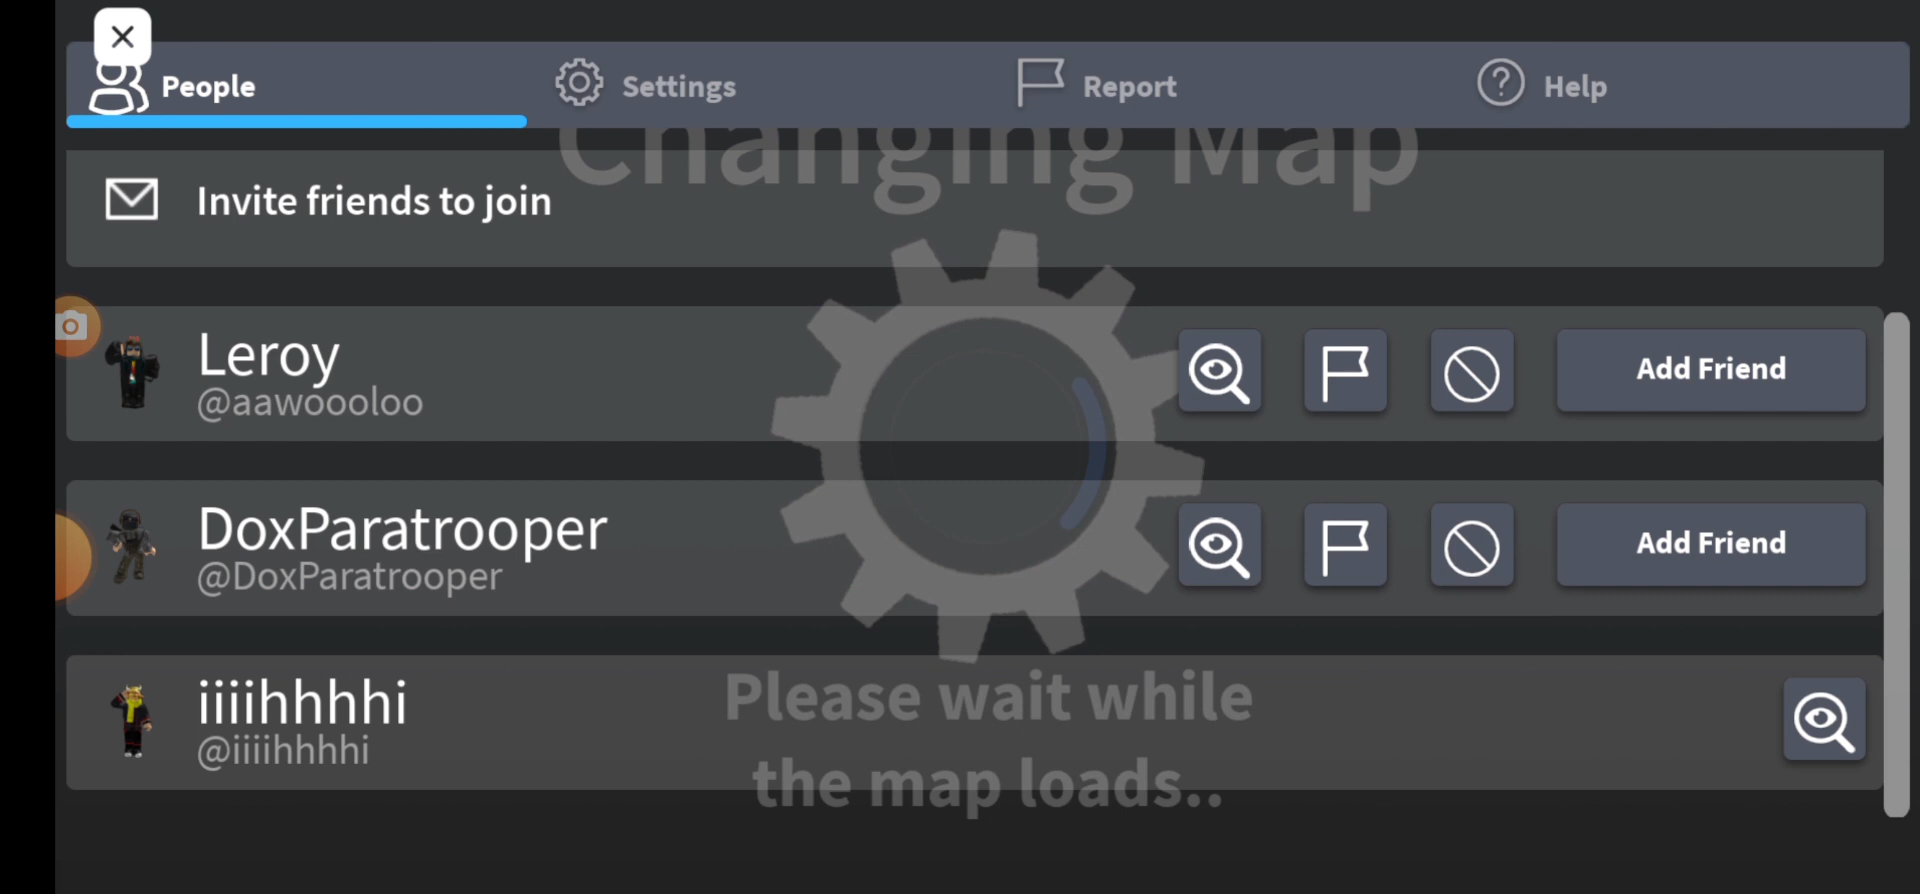 People
Settings
Report
Help
Changing Map
Invite friends to join
Leroy
@aawoooloo
Add Friend
DoxParatrooper
@DoxParatrooper
Add Friend
iiiihhhhi
@iiiihhhhi
Please wait while
the map loads..